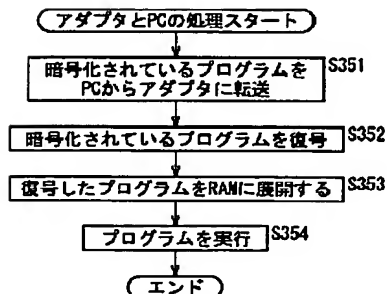 アダプタとPCの処理スタート
暗号化されているプログラムを
PCからアダプタに転送
S351
暗号化されているプログラムを復号
S352
復号したプログラムをRAMに展開する
S353
プログラムを実行
S354
エンド